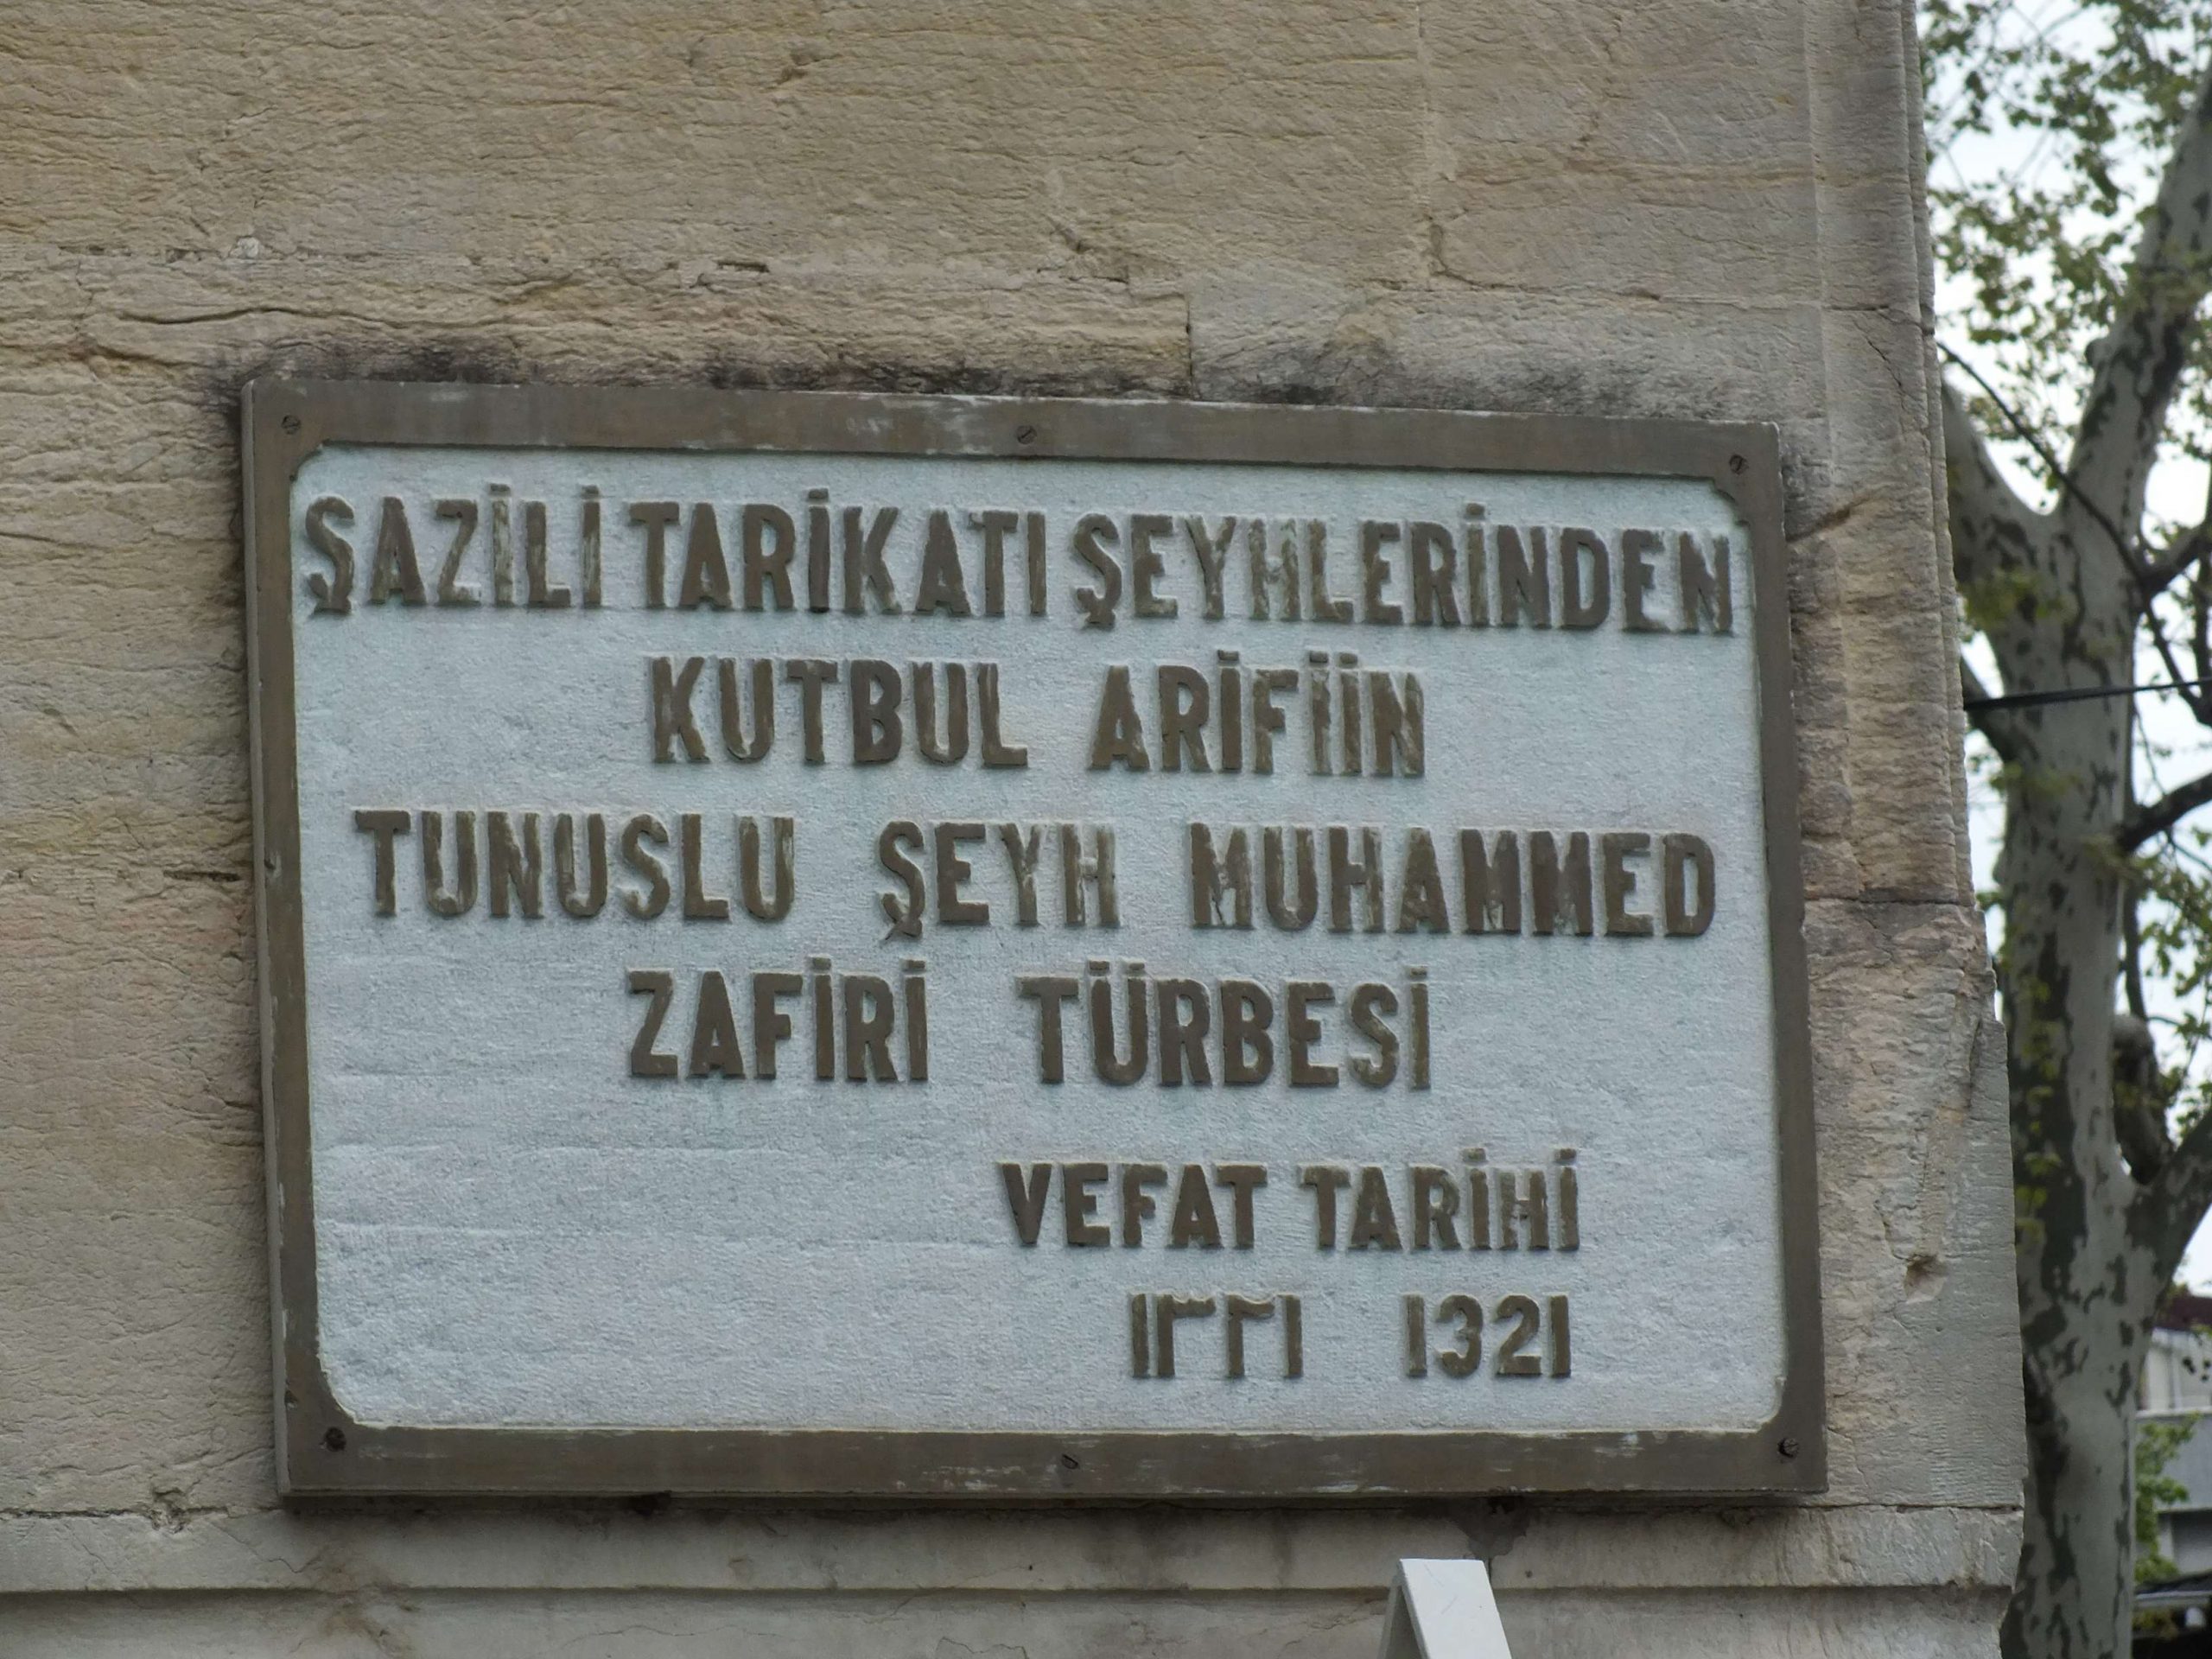 ŞAZİLİ TARİKATI ŞEYHLERİNDEN
KUTBUL ARİFİİN
TUNUSLU ŞEYH MUHAMMED
ZAFİRİ TÜRBESİ
VEFAT TARİHİ
١٣٢١ 1321